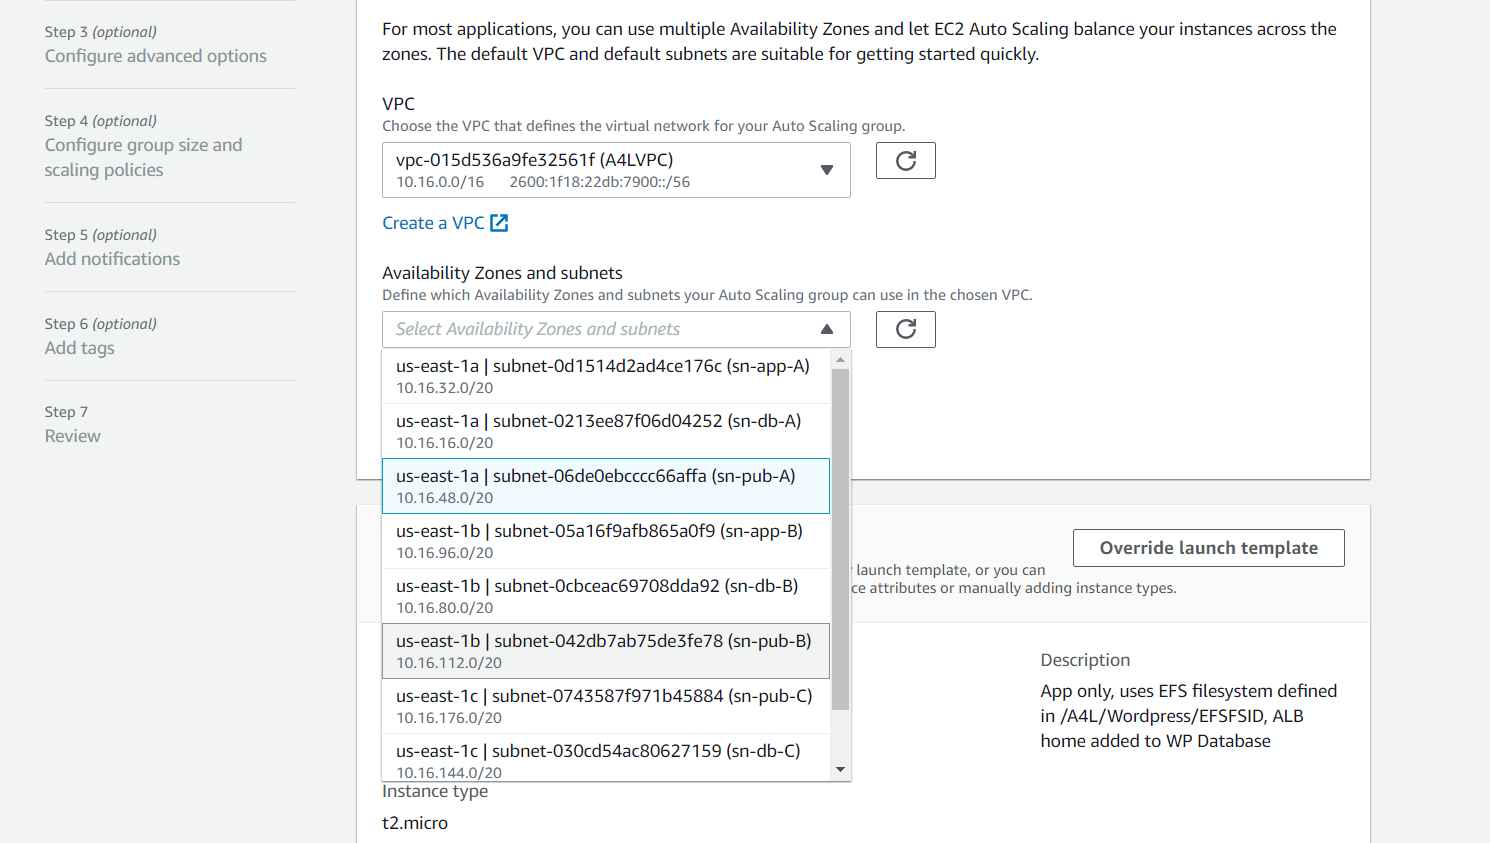 Step 3 (optional)
Configure advanced options
Step 4 (optional)
Configure group size and
scaling policies
Step 5 (optional)
Add notifications
Step 6 (optional)
Add tags
Step 7
Review
For most applications, you can use multiple Availability Zones and let EC2 Auto Scaling balance your instances across the
zones. The default VPC and default subnets are suitable for getting started quickly.
VPC
Choose the VPC that defines the virtual network for your Auto Scaling group.
vpc-015d536a9fe32561f (A4LVPC)
10.16.0.0/16 2600:1f18:22db:7900::/56
Create a VPC
Availability Zones and subnets
Define which Availability Zones and subnets your Auto Scaling group can use in the chosen VPC.
Select Availability Zones and subnets
us-east-1a | subnet-0d1514d2ad4ce176c (sn-app-A)
10.16.32.0/20
us-east-1a | subnet-0213ee87f06d04252 (sn-db-A)
10.16.16.0/20
us-east-1a | subnet-06de0ebcccc66affa (sn-pub-A)
10.16.48.0/20
us-east-1b | subnet-05a16f9afb865a0f9 (sn-app-B)
10.16.96.0/20
us-east-1b | subnet-0cbceac69708dda92 (sn-db-B)
10.16.80.0/20
us-east-1b | subnet-042db7ab75de3fe78 (sn-pub-B)
10.16.112.0/20
us-east-1c | subnet-0743587f971b45884 (sn-pub-C)
10.16.176.0/20
us-east-1c | subnet-030cd54ac80627159 (sn-db-C)
10.16.144.0/20
Override launch template
launch template, or you can
ce attributes or manually adding instance types.
Description
App only, uses EFS filesystem defined
in /A4L/Wordpress/EFSFSID, ALB
home added to WP Database
Instance type
t2.micro